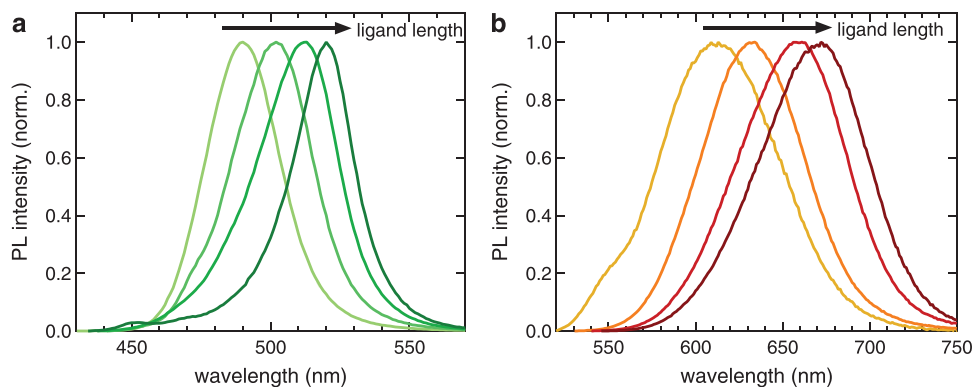 a
ligand length
1.0
0.8
0.6
0.4
0.2
0.0
PL intensity (norm.)
450
500
550
wavelength (nm)
b
ligand length
1.0
0.8
0.6
0.4
0.2
0.0
PL intensity (norm.)
550
600
650
700
750
wavelength (nm)